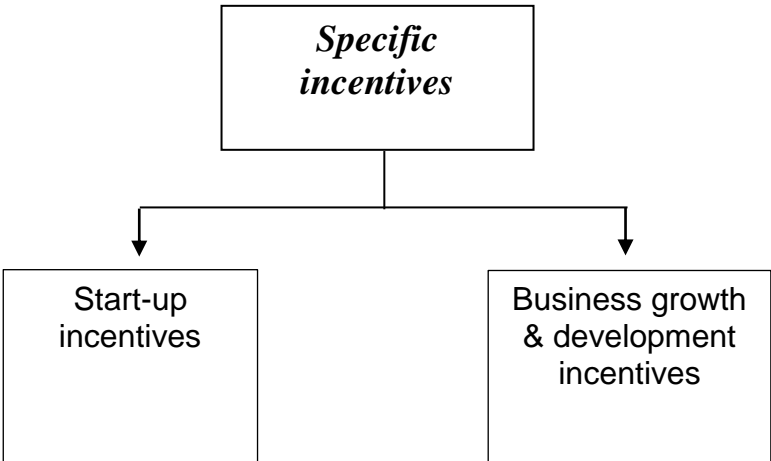 Specific
incentives
Start-up
incentives
Business growth
& development
incentives